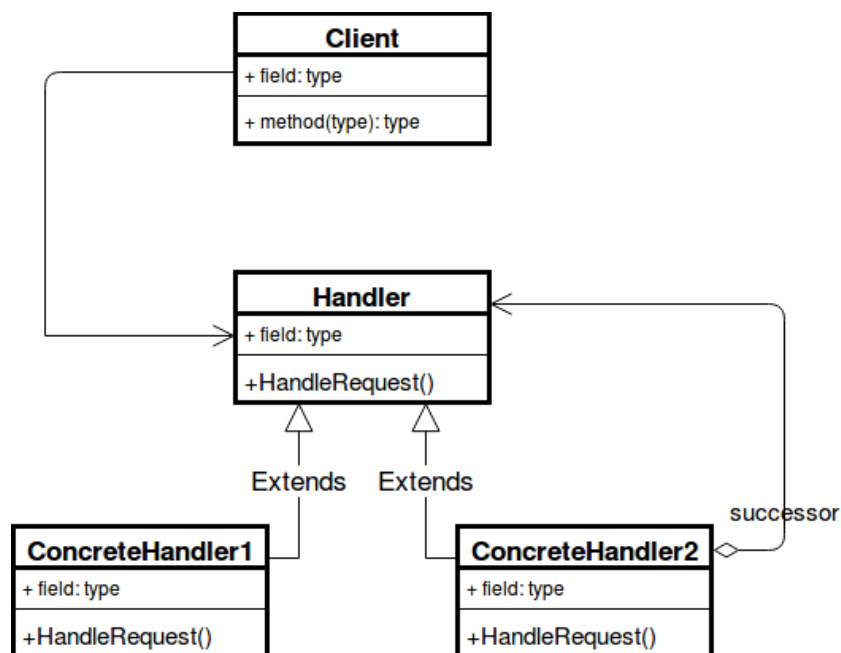 Client
+ field: type
+ method(type): type
Handler
+ field: type
+HandleRequest()
Extends
Extends
successor
ConcreteHandler1
+ field: type
+HandleRequest()
ConcreteHandler2
+ field: type
+HandleRequest()